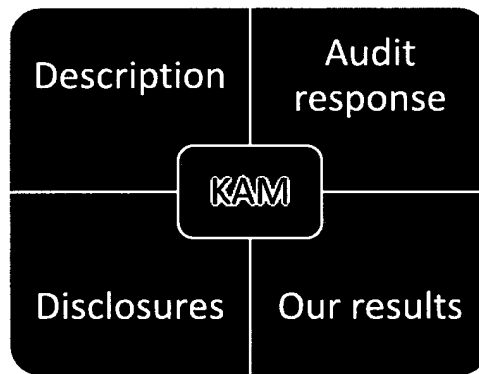 Description
Audit
response
KAM
Disclosures
Our results